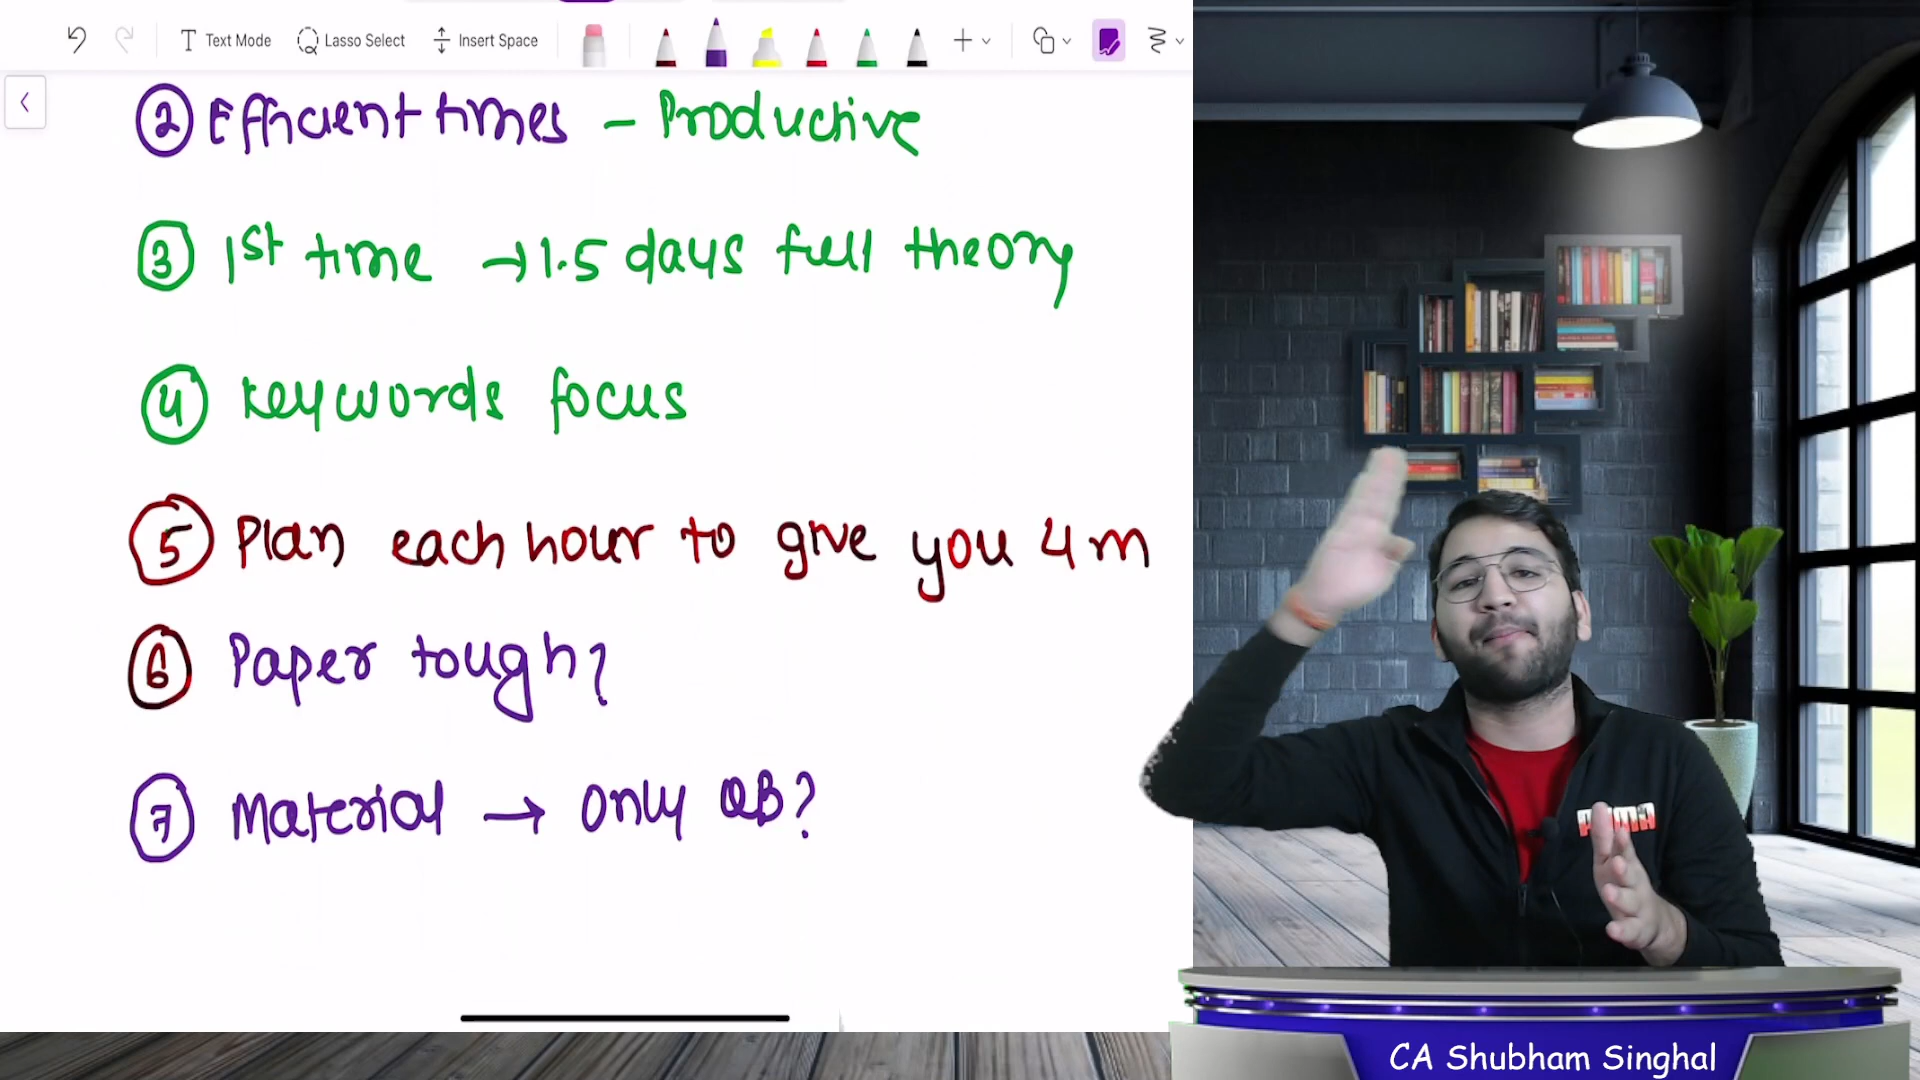 Text Mode
Lasso Select
Insert Space
② Efficient times - Productive
③ 1st time → 1.5 days full theory
④ Keywords focus
⑤ Plan each hour to give you 4m
⑥ Paper tough?
⑦ Material → only QB?
PUMA
CA Shubham Singhal